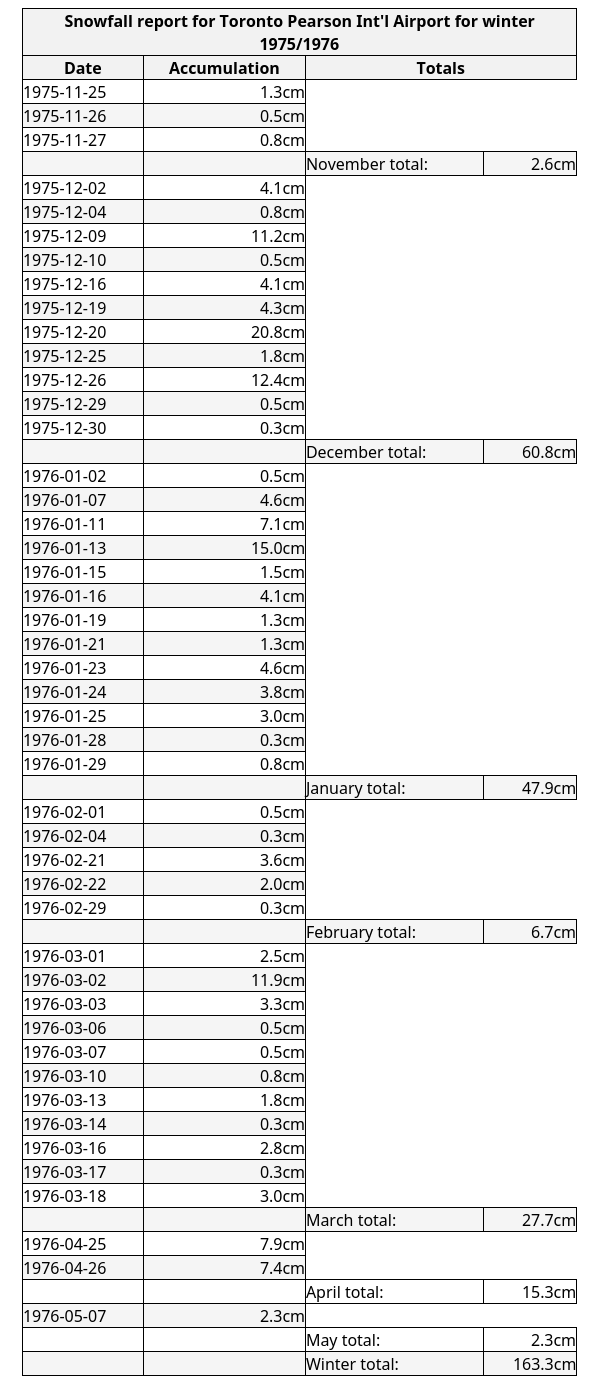 Snowfall report for Toronto Pearson Int'l Airport for winter
1975/1976
Date Accumulation Totals
1975-11-25 1.3cm
1975-11-26 0.5cm
1975-11-27 0.8cm
November total: 2.6cm
1975-12-02 4.1cm
1975-12-04 0.8cm
1975-12-09 11.2cm
1975-12-10 0.5cm
1975-12-16 4.1cm
1975-12-19 4.3cm
1975-12-20 20.8cm
1975-12-25 1.8cm
1975-12-26 12.4cm
1975-12-29 0.5cm
1975-12-30 0.3cm
December total: 60.8cm
1976-01-02 0.5cm
1976-01-07 4.6cm
1976-01-11 7.1cm
1976-01-13 15.0cm
1976-01-15 1.5cm
1976-01-16 4.1cm
1976-01-19 1.3cm
1976-01-21 1.3cm
1976-01-23 4.6cm
1976-01-24 3.8cm
1976-01-25 3.0cm
1976-01-28 0.3cm
1976-01-29 0.8cm
January total: 47.9cm
1976-02-01 0.5cm
1976-02-04 0.3cm
1976-02-21 3.6cm
1976-02-22 2.0cm
1976-02-29 0.3cm
February total: 6.7cm
1976-03-01 2.5cm
1976-03-02 11.9cm
1976-03-03 3.3cm
1976-03-06 0.5cm
1976-03-07 0.5cm
1976-03-10 0.8cm
1976-03-13 1.8cm
1976-03-14 0.3cm
1976-03-16 2.8cm
1976-03-17 0.3cm
1976-03-18 3.0cm
March total: 27.7cm
1976-04-25 7.9cm
1976-04-26 7.4cm
April total: 15.3cm
1976-05-07 2.3cm
May total: 2.3cm
Winter total: 163.3cm